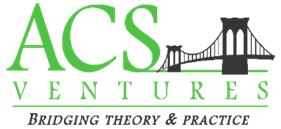 ACS
VENTURES
BRIDGING THEORY & PRACTICE